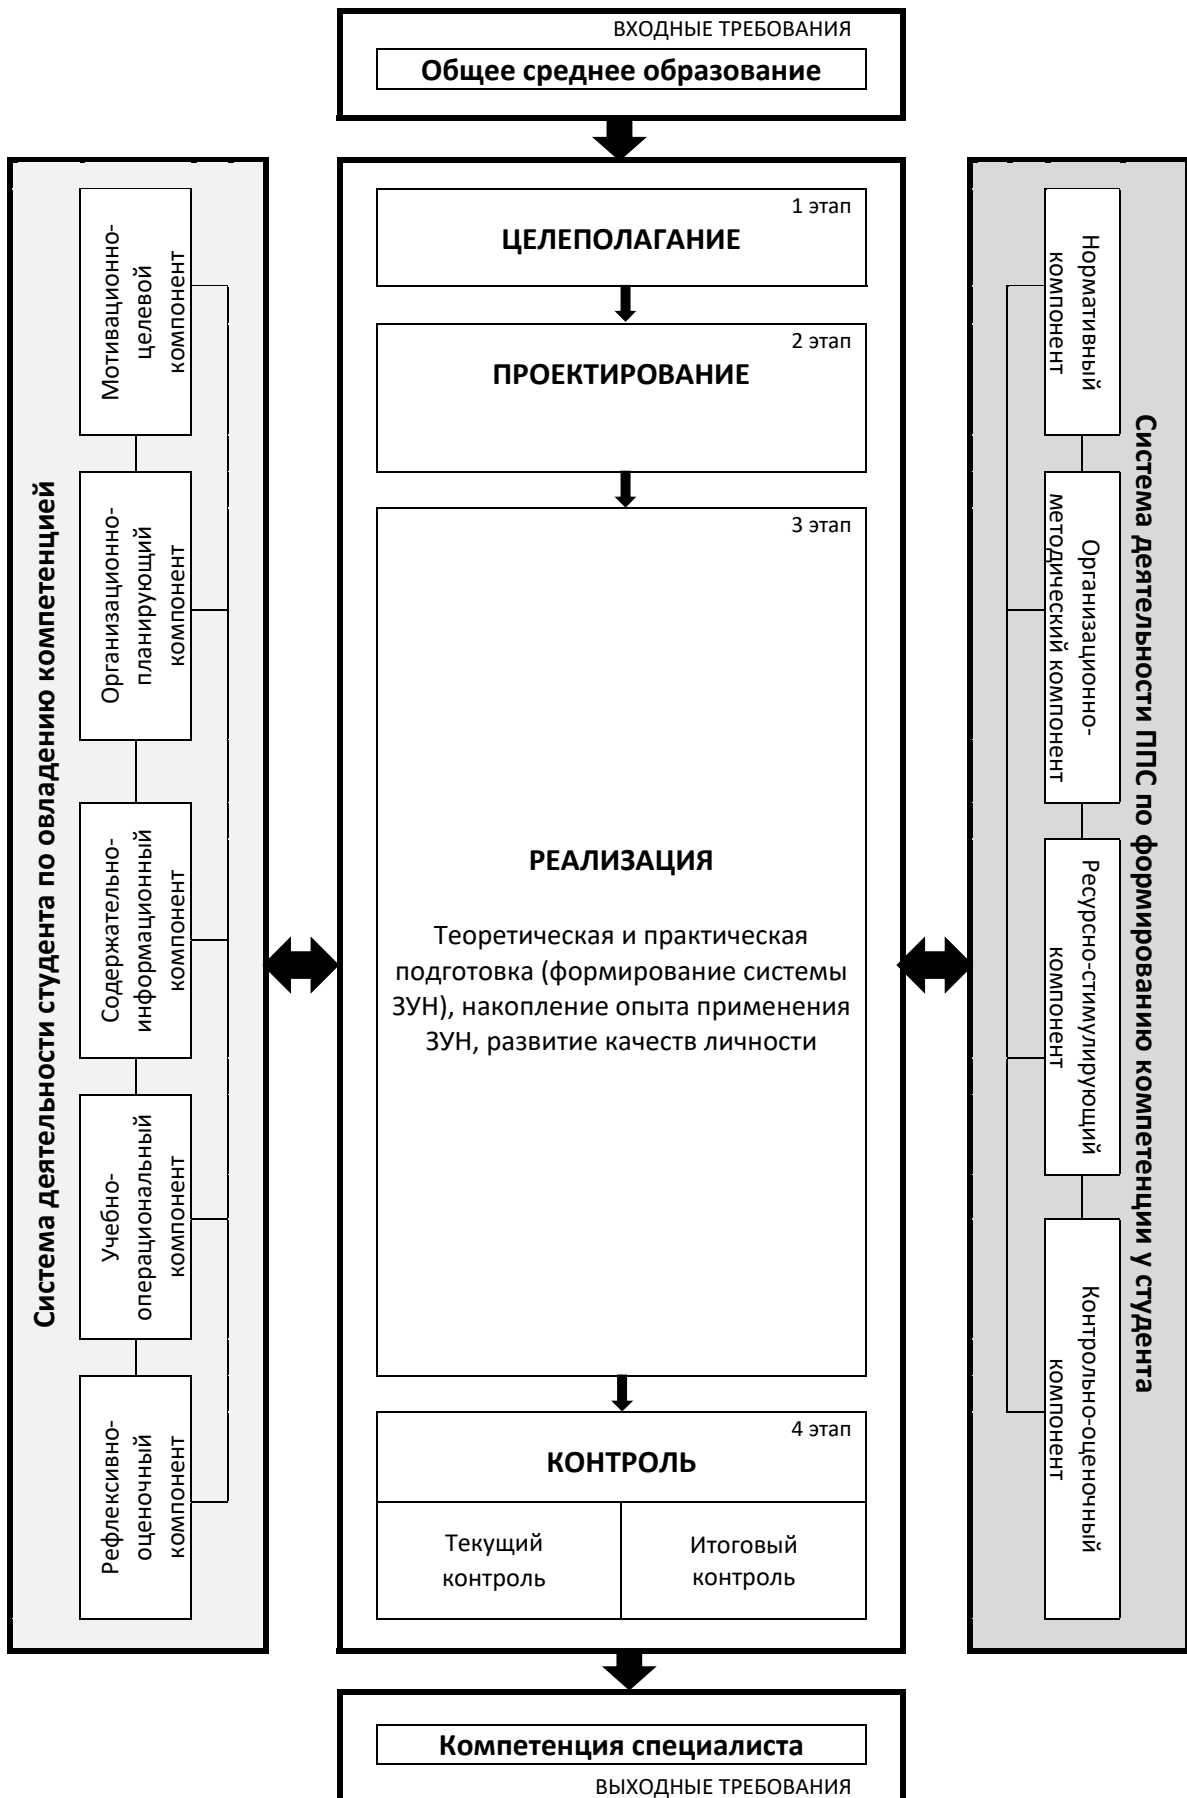 ВХОДНЫЕ ТРЕБОВАНИЯ
Общее среднее образование
Система деятельности студента по овладению компетенцией
Мотивационно-
целевой
компонент
Организационно-
планирующий
компонент
Содержательно-
информационный
компонент
Учебно-
операциональный
компонент
Рефлексивно-
оценочный
компонент
1 этап
ЦЕЛЕПОЛАГАНИЕ
2 этап
ПРОЕКТИРОВАНИЕ
3 этап
РЕАЛИЗАЦИЯ
Теоретическая и практическая
подготовка (формирование системы
ЗУН), накопление опыта применения
ЗУН, развитие качеств личности
4 этап
КОНТРОЛЬ
Текущий
контроль
Итоговый
контроль
Нормативный
компонент
Организационно-
методический компонент
Ресурсно-стимулирующий
компонент
Контрольно-оценочный
компонент
Система деятельности ППС по формированию компетенции у студента
Компетенция специалиста
ВЫХОДНЫЕ ТРЕБОВАНИЯ